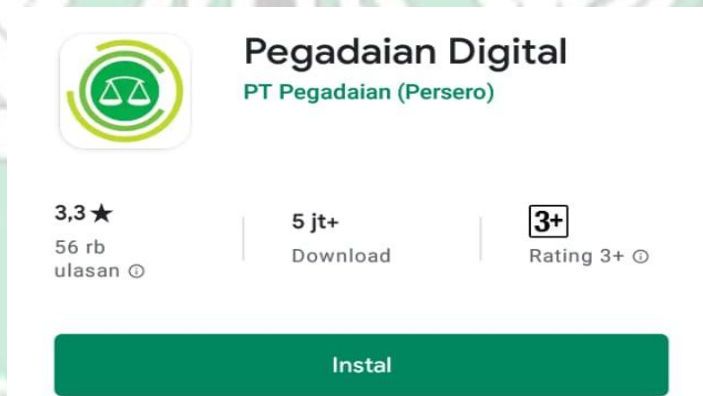 Pegadaian Digital
PT Pegadaian (Persero)
3,3 ★
56 rb
ulasan
5 jt+
Download
3+
Rating 3+
Instal